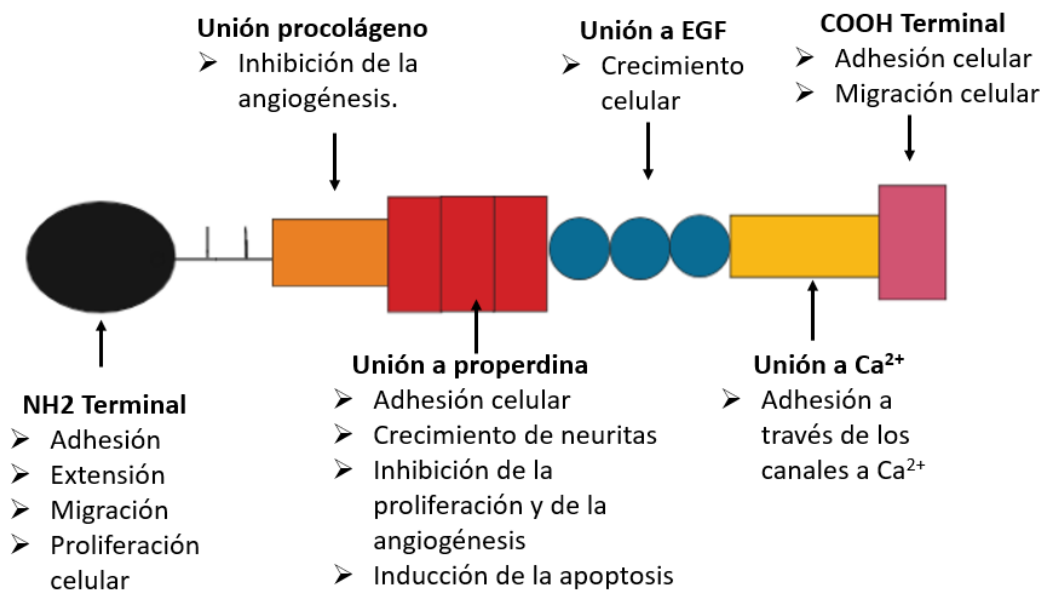 Unión procolágeno
➢ Inhibición de la
angiogénesis.
Unión a EGF
➢ Crecimiento
celular
COOH Terminal
➢ Adhesión celular
➢ Migración celular
NH2 Terminal
➢ Adhesión
➢ Extensión
➢ Migración
➢ Proliferación
celular
Unión a properdina
➢ Adhesión celular
➢ Crecimiento de neuritas
➢ Inhibición de la
proliferación y de la
angiogénesis
➢ Inducción de la apoptosis
Unión a Ca²⁺
➢ Adhesión a
través de los
canales a Ca²⁺